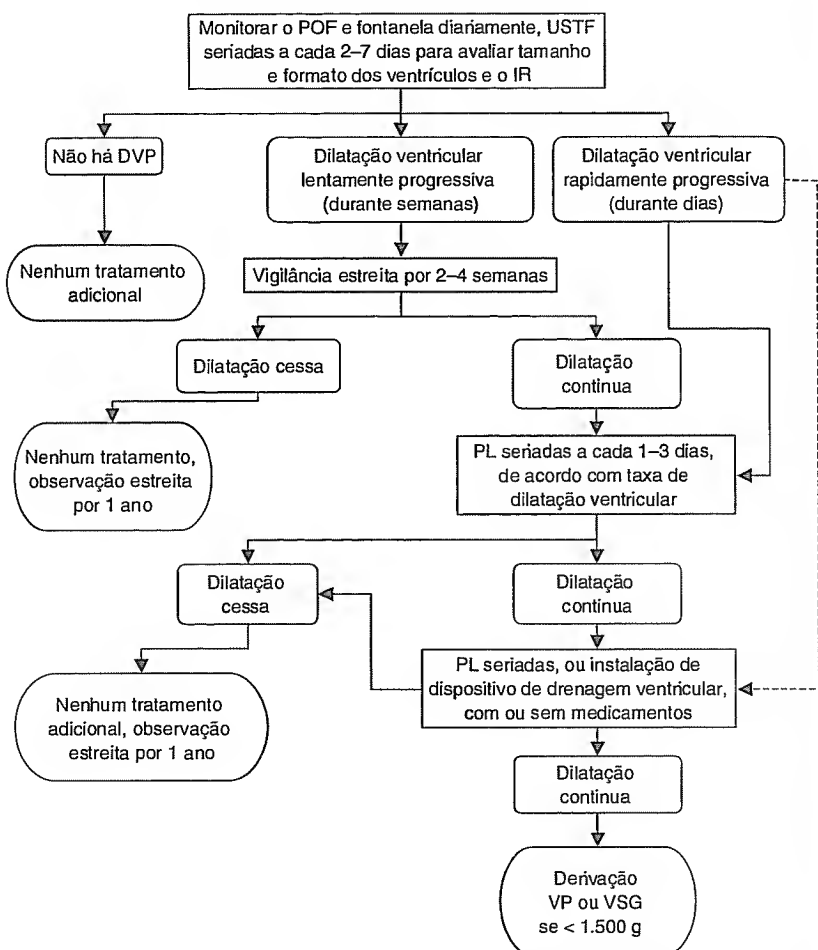 Monitorar o POF e fontanela diariamente, USTF
seriadas a cada 2–7 dias para avaliar tamanho
e formato dos ventrículos e o IR
Não há DVP
Dilatação ventricular
lentamente progressiva
(durante semanas)
Dilatação ventricular
rapidamente progressiva
(durante dias)
Nenhum tratamento
adicional
Vigilância estreita por 2–4 semanas
Dilatação cessa
Dilatação
continua
Nenhum tratamento,
observação estreita
por 1 ano
PL seriadas a cada 1–3 dias,
de acordo com taxa de
dilatação ventricular
Dilatação
cessa
Dilatação
continua
PL seriadas, ou instalação de
dispositivo de drenagem ventricular,
com ou sem medicamentos
Nenhum tratamento
adicional, observação
estreita por 1 ano
Dilatação
continua
Derivação
VP ou VSG
se < 1.500 g